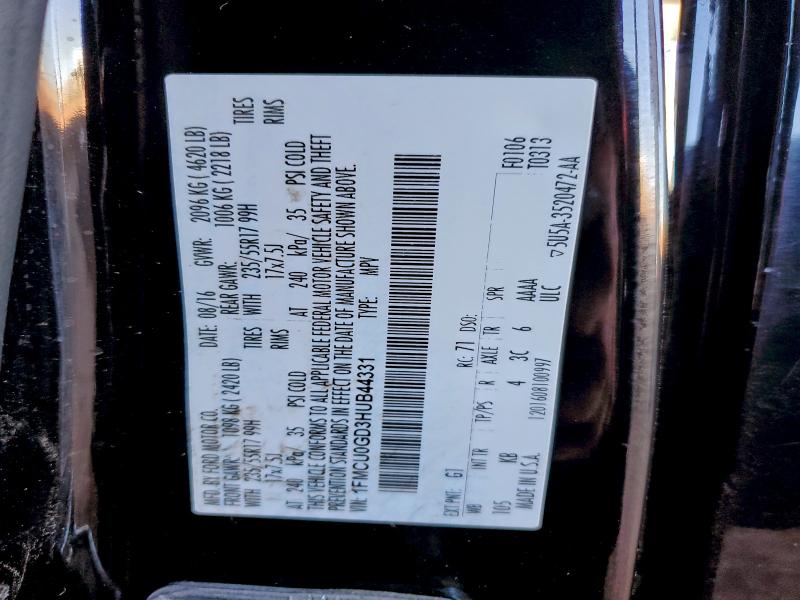 MFD. BY FORD MOTOR CO.
DATE: 08/16 GVWR: 2096 KG ( 4620 LB)
FRONT GAWR: 1098 KG ( 2420 LB) REAR GAWR: 1006 KG ( 2218 LB)
WITH 235/55R17 99H TIRES WITH 235/55R17 99H TIRES
17x7.5J RIMS 17x7.5J RIMS
AT 240 kPa/ 35 PSI COLD AT 240 kPa/ 35 PSI COLD
THIS VEHICLE CONFORMS TO ALL APPLICABLE FEDERAL MOTOR VEHICLE SAFETY AND THEFT
PREVENTION STANDARDS IN EFFECT ON THE DATE OF MANUFACTURE SHOWN ABOVE.
VIN: 1FMCU0GD3HUB44331 TYPE: MPV
EXT PNT: G1 RC: 71 DSO: F0106
WB INT TR TP/PS R AXLE TR SPR T0313
105 KB 4 3C 6 AAAA
MADE IN U.S.A. 1201608100997 ULC ▽5U5A-3520472-AA